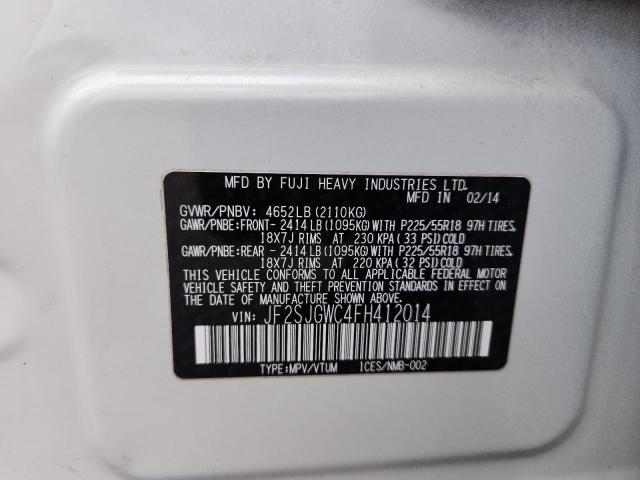 MFD BY FUJI HEAVY INDUSTRIES LTD.
MFD IN 02/14
GVWR/PNBV: 4652LB(2110KG)
GAWR/PNBE:FRONT-2414LB(1095KG)WITH P225/55R18 97H TIRES,
18X7J RIMS AT 230 KPA(33 PSI)COLD
GAWR/PNBE:REAR -2414LB(1095KG)WITH P225/55R18 97H TIRES,
18X7J RIMS AT 220 KPA(32 PSI)COLD
THIS VEHICLE CONFORMS TO ALL APPLICABLE FEDERAL MOTOR
VEHICLE SAFETY AND THEFT PREVENTION STANDARDS IN EFFECT
ON THE DATE OF MANUFACTURE SHOWN ABOVE.
VIN: JF2SJGWC4FH412014
TYPE:MPV/VTUM ICES/NMB-002